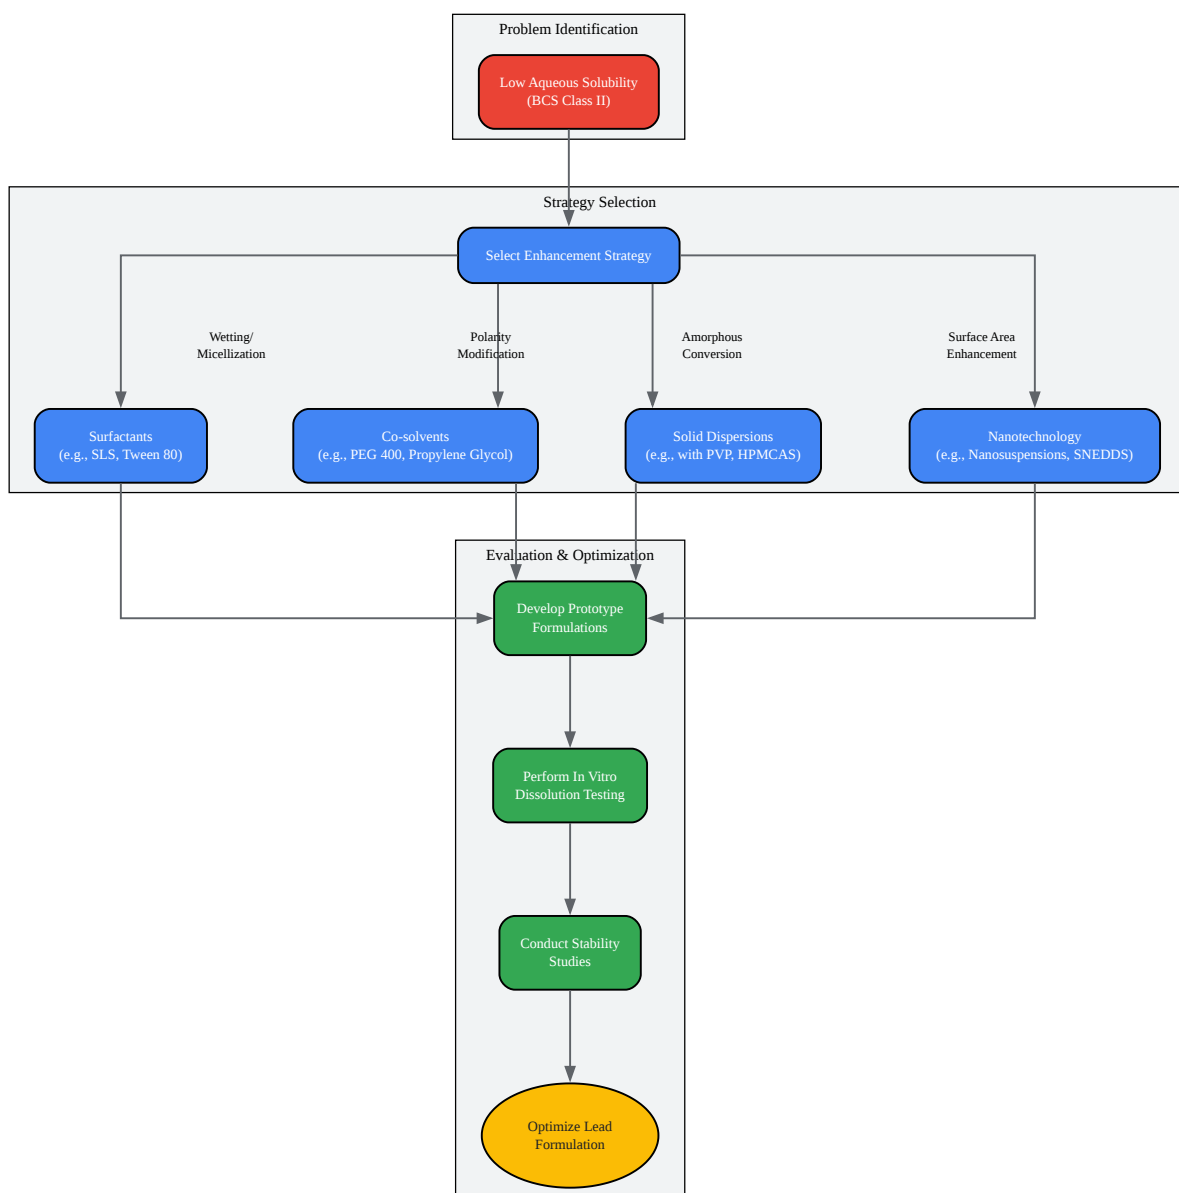 Problem Identification
Low Aqueous Solubility
(BCS Class II)
Strategy Selection
Select Enhancement Strategy
Wetting/
Micellization
Polarity
Modification
Amorphous
Conversion
Surface Area
Enhancement
Surfactants
(e.g., SLS, Tween 80)
Co-solvents
(e.g., PEG 400, Propylene Glycol)
Solid Dispersions
(e.g., with PVP, HPMCAS)
Nanotechnology
(e.g., Nanosuspensions, SNEDDS)
Evaluation & Optimization
Develop Prototype
Formulations
Perform In Vitro
Dissolution Testing
Conduct Stability
Studies
Optimize Lead
Formulation